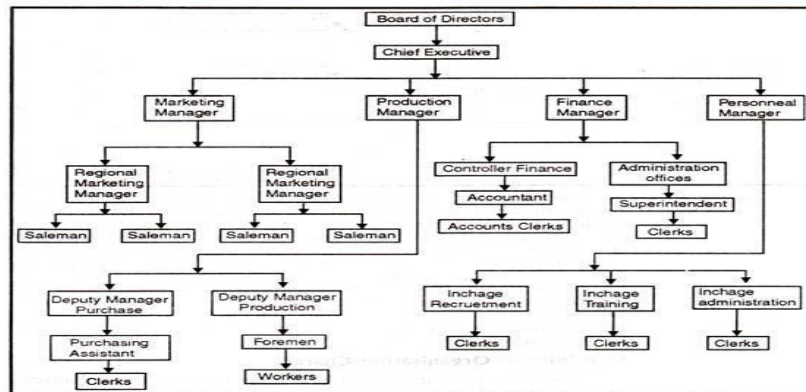 Board of Directors
Chief Executive
Marketing
Manager
Production
Manager
Finance
Manager
Personneal
Manager
Regional
Marketing
Manager
Regional
Marketing
Manager
Controller Finance
Administration
offices
Accountant
Superintendent
Saleman
Saleman
Saleman
Saleman
Accounts Clerks
Clerks
Deputy Manager
Purchase
Deputy Manager
Production
Inchage
Recruetment
Inchage
Training
Inchage
administration
Purchasing
Assistant
Foremen
Clerks
Clerks
Clerks
Clerks
Workers